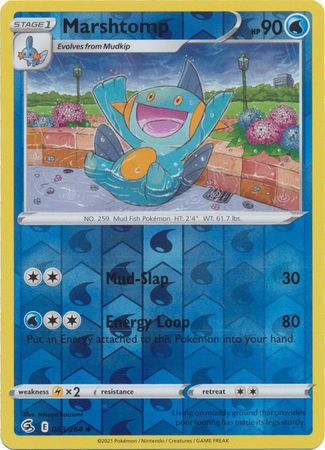 STAGE 1
Marshtomp
HP 90
Evolves from Mudkip
NO. 259 Mud Fish Pokémon HT: 2'4" WT: 61.7 lbs.
Mud-Slap 30
Energy Loop 80
Put an Energy attached to this Pokémon into your hand.
weakness ×2 resistance retreat
Illus.
E /264
Living on muddy ground that provides
poor footing has made its legs sturdy.
©2021 Pokémon / Nintendo / Creatures / GAME FREAK